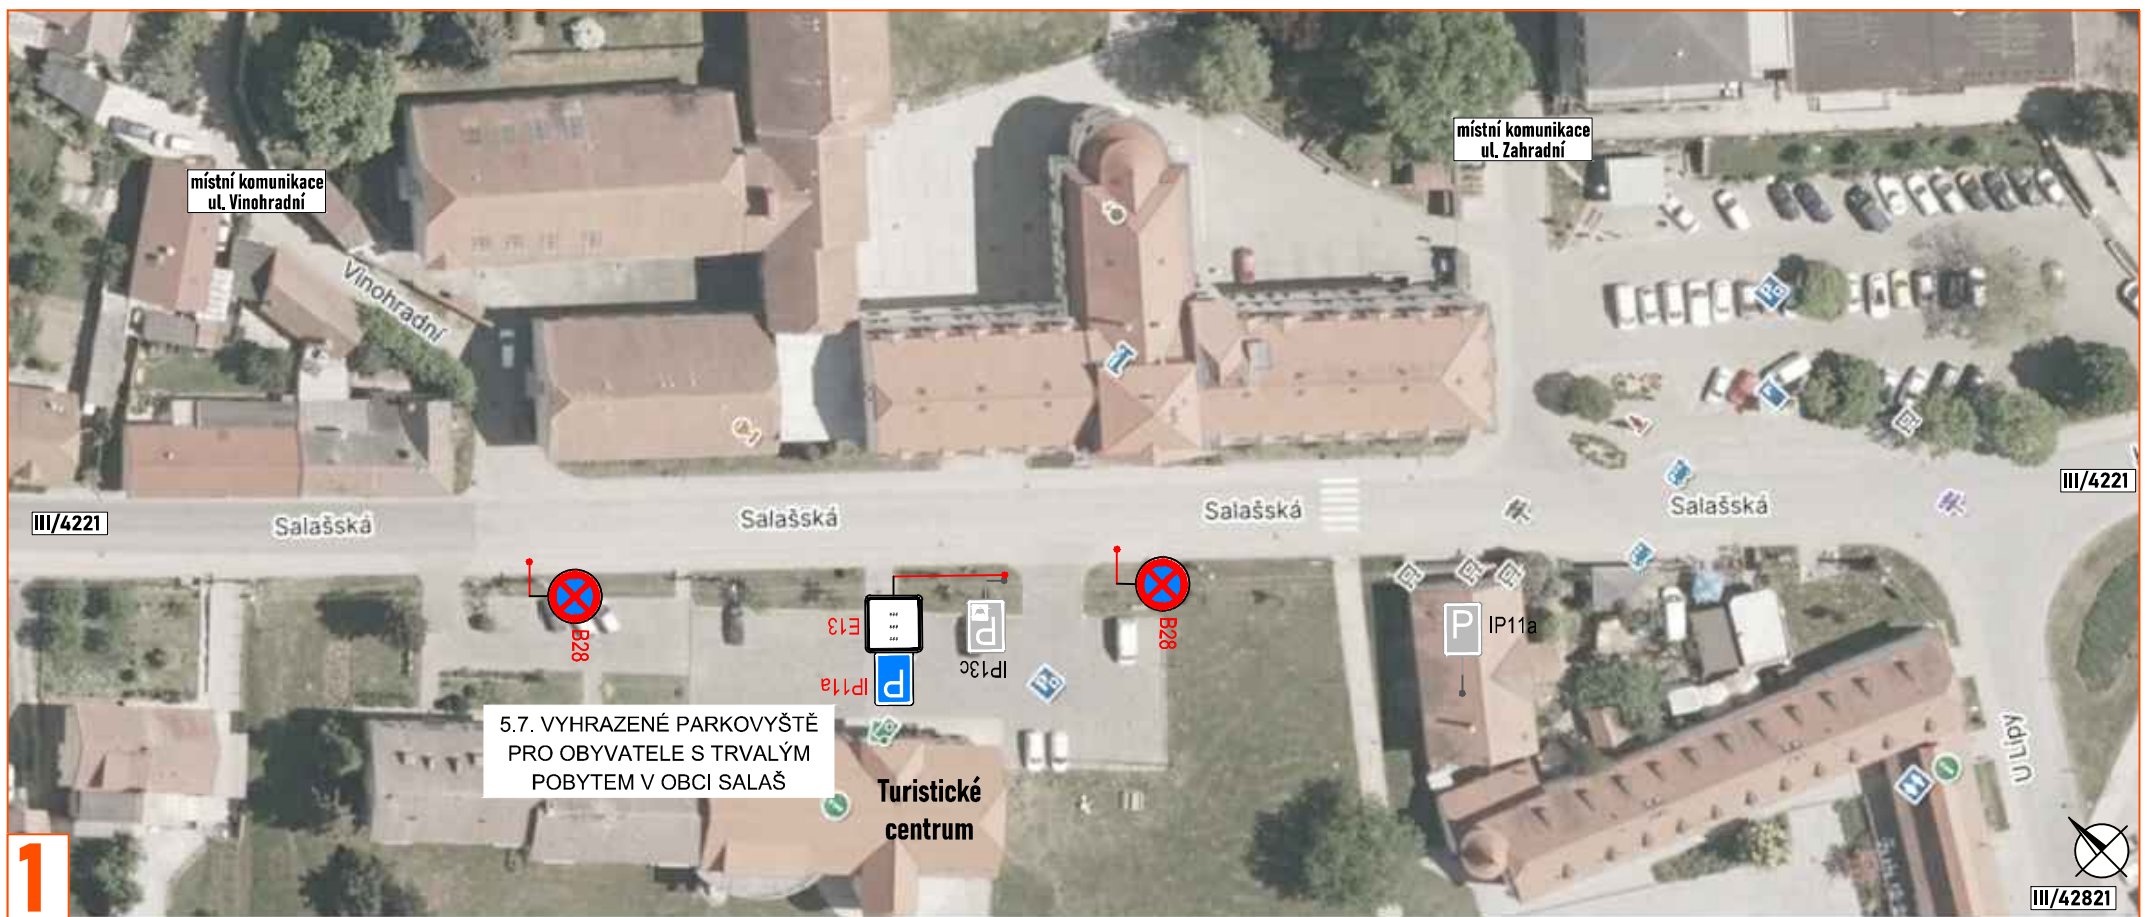 místní komunikace
ul. Vinohradní
místní komunikace
ul. Zahradní
Vinohradní
III/4221
Salašská
Salašská
Salašská
Salašská
III/4221
B28
E13
IP11a
P
IP13c
P
B28
P
IP11a
5.7. VYHRAZENÉ PARKOVYŠTĚ
PRO OBYVATELE S TRVALÝM
POBYTEM V OBCI SALAŠ
Turistické
centrum
U Lípy
1
III/42821